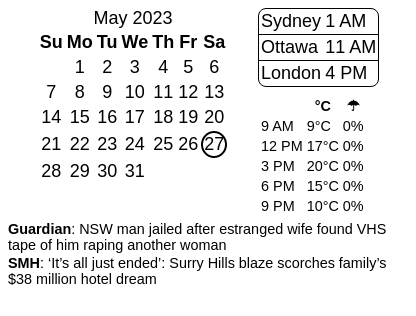 May 2023
Su Mo Tu We Th Fr Sa
1 2 3 4 5 6
7 8 9 10 11 12 13
14 15 16 17 18 19 20
21 22 23 24 25 26 27
28 29 30 31
Sydney 1 AM
Ottawa 11 AM
London 4 PM
°C ☂
9 AM 9°C 0%
12 PM 17°C 0%
3 PM 20°C 0%
6 PM 15°C 0%
9 PM 10°C 0%
Guardian: NSW man jailed after estranged wife found VHS
tape of him raping another woman
SMH: ‘It’s all just ended’: Surry Hills blaze scorches family’s
$38 million hotel dream